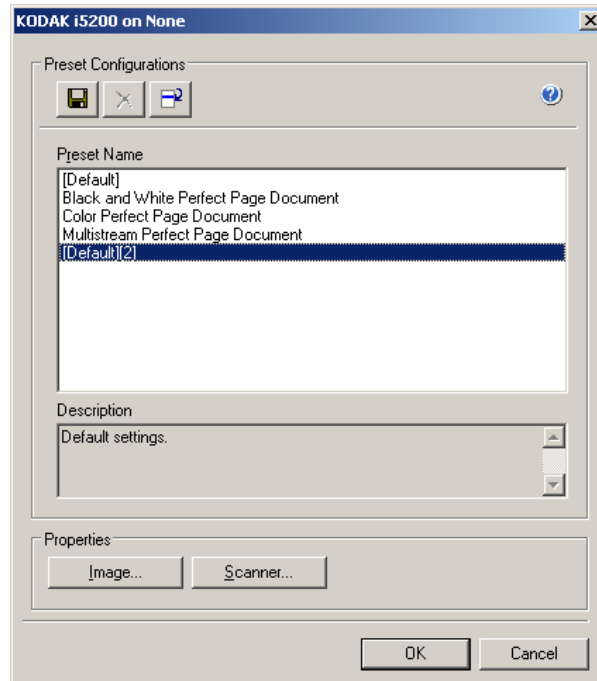 KODAK i5200 on None
Preset Configurations
Preset Name
[Default]
Black and White Perfect Page Document
Color Perfect Page Document
Multistream Perfect Page Document
[Default][2]
Description
Default settings.
Properties
Image...
Scanner...
OK
Cancel